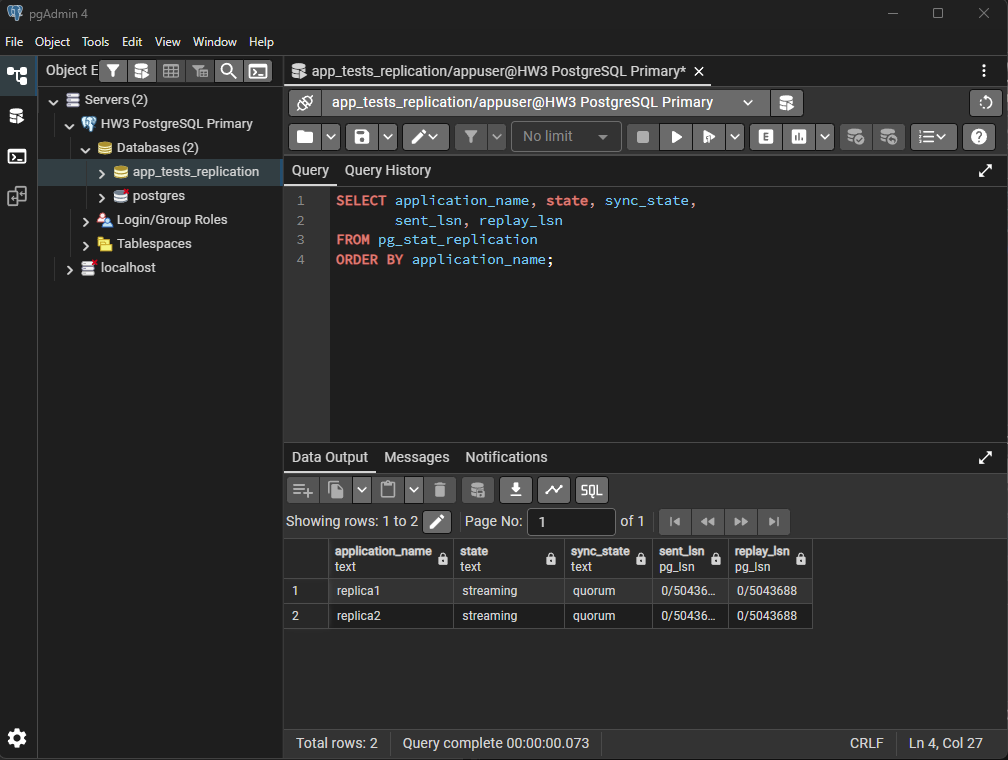 pgAdmin 4
File Object Tools Edit View Window Help
Object E
app_tests_replication/appuser@HW3 PostgreSQL Primary*
Servers (2)
HW3 PostgreSQL Primary
Databases (2)
app_tests_replication
postgres
Login/Group Roles
Tablespaces
localhost
app_tests_replication/appuser@HW3 PostgreSQL Primary
No limit
E
Query Query History
1 SELECT application_name, state, sync_state,
2 sent_lsn, replay_lsn
3 FROM pg_stat_replication
4 ORDER BY application_name;
Data Output Messages Notifications
SQL
Showing rows: 1 to 2 Page No: 1 of 1
application_name state sync_state sent_lsn replay_lsn
text text text pg_lsn pg_lsn
1 replica1 streaming quorum 0/50436... 0/5043688
2 replica2 streaming quorum 0/50436... 0/5043688
Total rows: 2 Query complete 00:00:00.073 CRLF Ln 4, Col 27